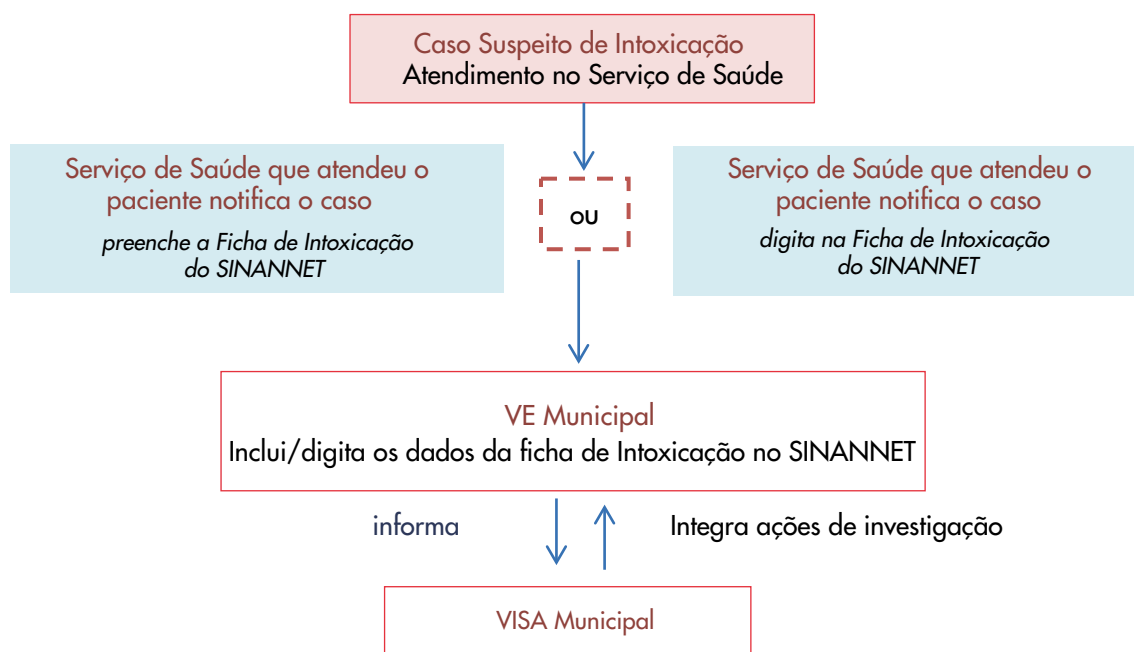 Caso Suspeito de Intoxicação
Atendimento no Serviço de Saúde
Serviço de Saúde que atendeu o
paciente notifica o caso
preenche a Ficha de Intoxicação
do SINANNET
ou
Serviço de Saúde que atendeu o
paciente notifica o caso
digita na Ficha de Intoxicação
do SINANNET
VE Municipal
Inclui/digita os dados da ficha de Intoxicação no SINANNET
informa
Integra ações de investigação
VISA Municipal